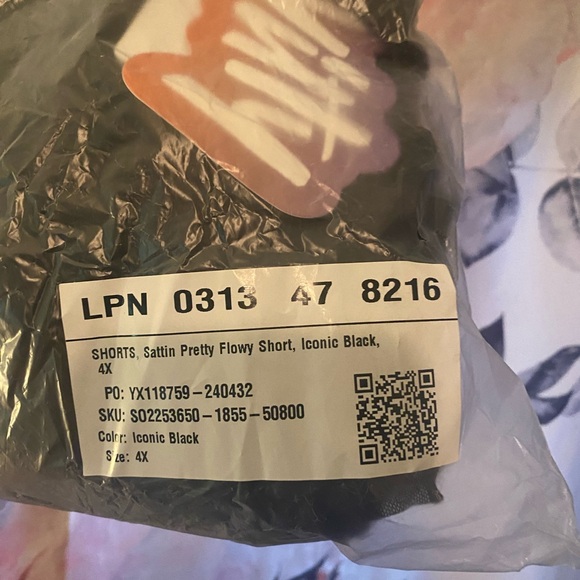 LPN 0313 47 8216
SHORTS, Sattin Pretty Flowy Short, Iconic Black,
4X
PO: YX118759-240432
SKU: SO2253650-1855-50800
Color: Iconic Black
Size: 4X